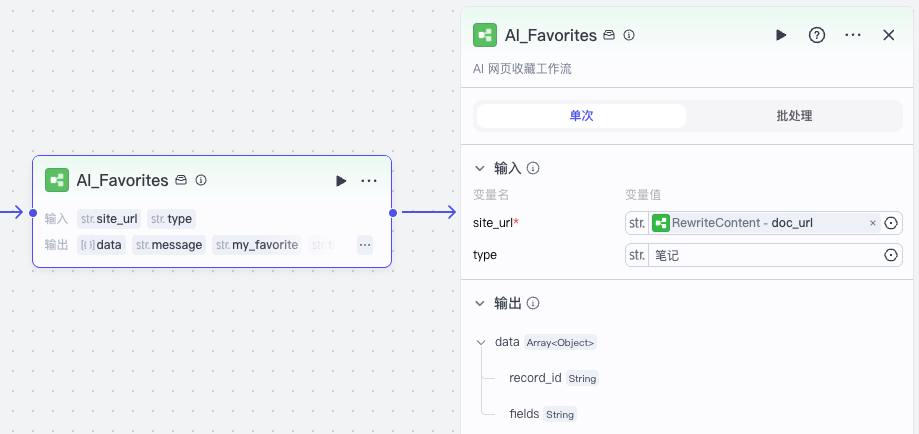 AI_Favorites
输入 str. site_url str. type
输出 [{}] data str. message str. my_favorite
AI_Favorites
AI 网页收藏工作流
单次 批处理
输入
变量名 变量值
site_url* str. RewriteContent - doc_url ×
type str. 笔记
输出
data Array<Object>
record_id String
fields String